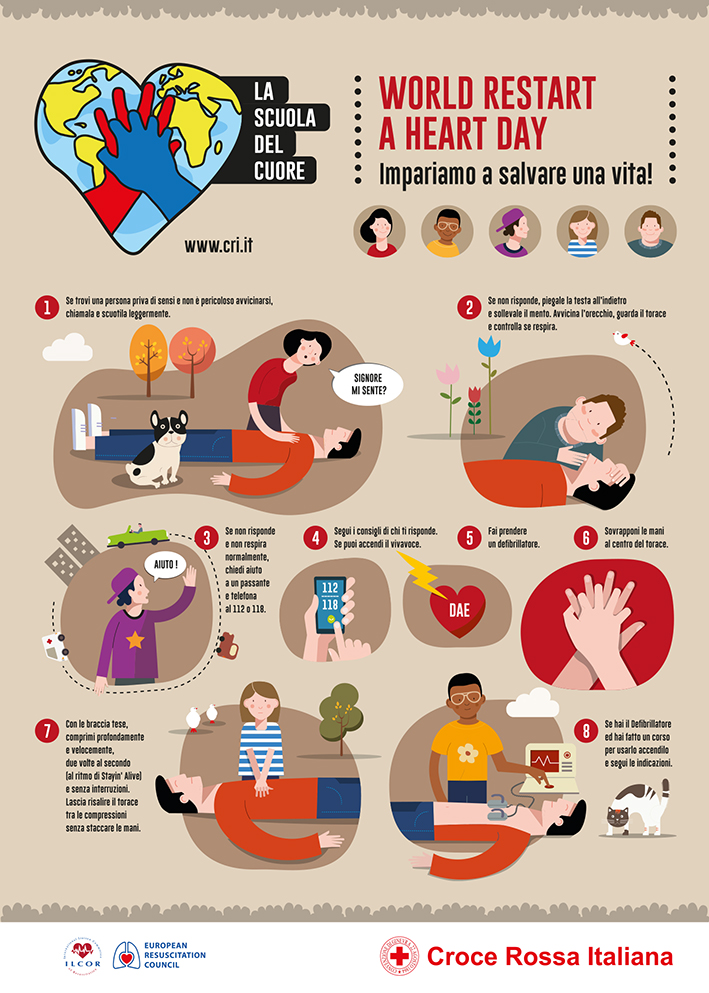 LA
SCUOLA
DEL
CUORE
WORLD RESTART
A HEART DAY
Impariamo a salvare una vita!
www.cri.it
1
Se trovi una persona priva di sensi e non è pericoloso avvicinarsi,
chiamala e scuotila leggermente.
SIGNORE
MI SENTE?
2
Se non risponde, piegale la testa all'indietro
e sollevale il mento. Avvicina l'orecchio, guarda il torace
e controlla se respira.
3
Se non risponde
e non respira
normalmente,
chiedi aiuto
a un passante
e telefona
al 112 o 118.
AIUTO !
4
Segui i consigli di chi ti risponde.
Se puoi accendi il vivavoce.
112
118
5
Fai prendere
un defibrillatore.
DAE
6
Sovrapponi le mani
al centro del torace.
7
Con le braccia tese,
comprimi profondamente
e velocemente,
due volte al secondo
(al ritmo di Stayin' Alive)
e senza interruzioni.
Lascia risalire il torace
tra le compressioni
senza staccare le mani.
8
Se hai il Defibrillatore
ed hai fatto un corso
per usarlo accendilo
e segui le indicazioni.
ILCOR
EUROPEAN
RESUSCITATION
COUNCIL
Croce Rossa Italiana